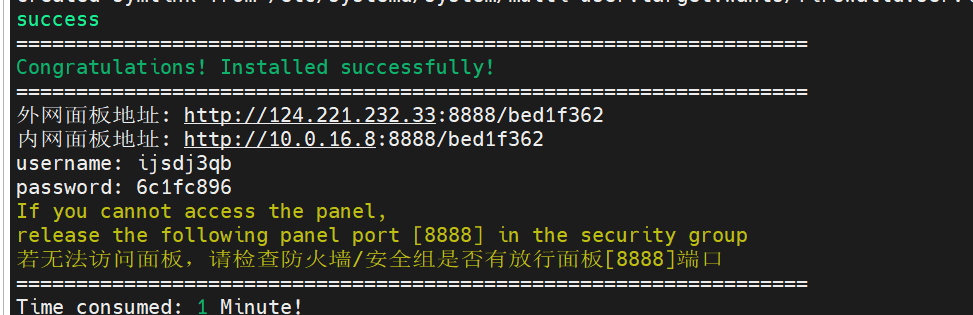 success
==================================================================
Congratulations! Installed successfully!
==================================================================
外网面板地址: http://124.221.232.33:8888/bed1f362
内网面板地址: http://10.0.16.8:8888/bed1f362
username: ijsdj3qb
password: 6c1fc896
If you cannot access the panel,
release the following panel port [8888] in the security group
若无法访问面板，请检查防火墙/安全组是否有放行面板[8888]端口
==================================================================
Time consumed: 1 Minute!